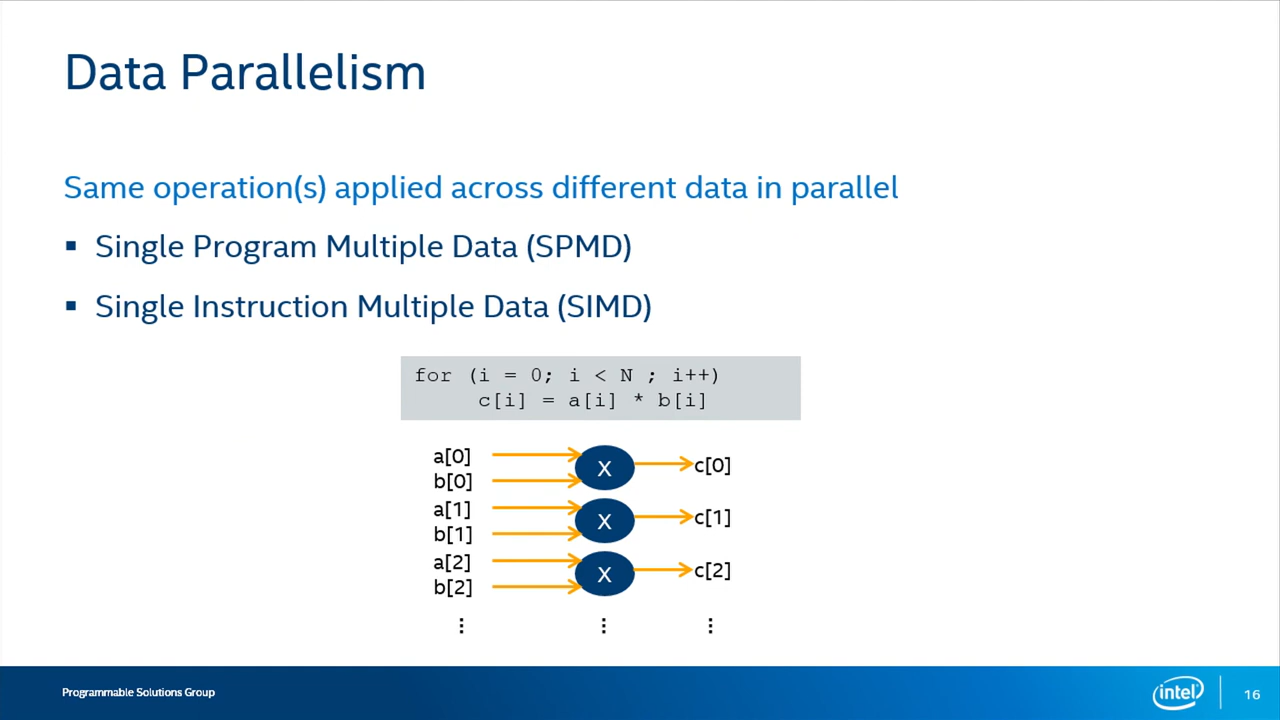 Data Parallelism
Same operation(s) applied across different data in parallel
▪ Single Program Multiple Data (SPMD)
▪ Single Instruction Multiple Data (SIMD)
for (i = 0; i < N ; i++)
c[i] = a[i] * b[i]
a[0]
b[0]
X
c[0]
a[1]
b[1]
X
c[1]
a[2]
b[2]
X
c[2]
⋮ ⋮ ⋮
Programmable Solutions Group
intel
16